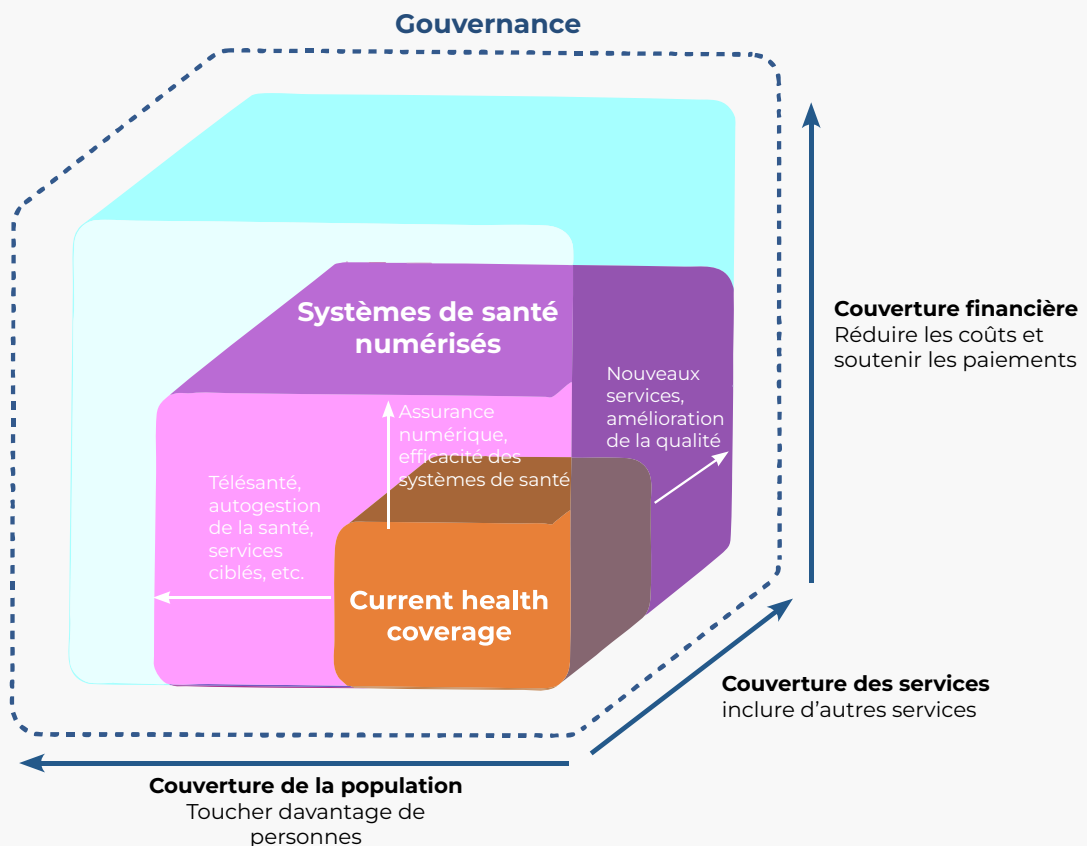 Gouvernance
Systèmes de santé
numérisés
Couverture financière
Réduire les coûts et
soutenir les paiements
Nouveaux
services,
amélioration
de la qualité
Assurance
numérique,
efficacité des
systèmes de santé
Télésanté,
autogestion
de la santé,
services
ciblés, etc.
Current health
coverage
Couverture des services
inclure d’autres services
Couverture de la population
Toucher davantage de
personnes